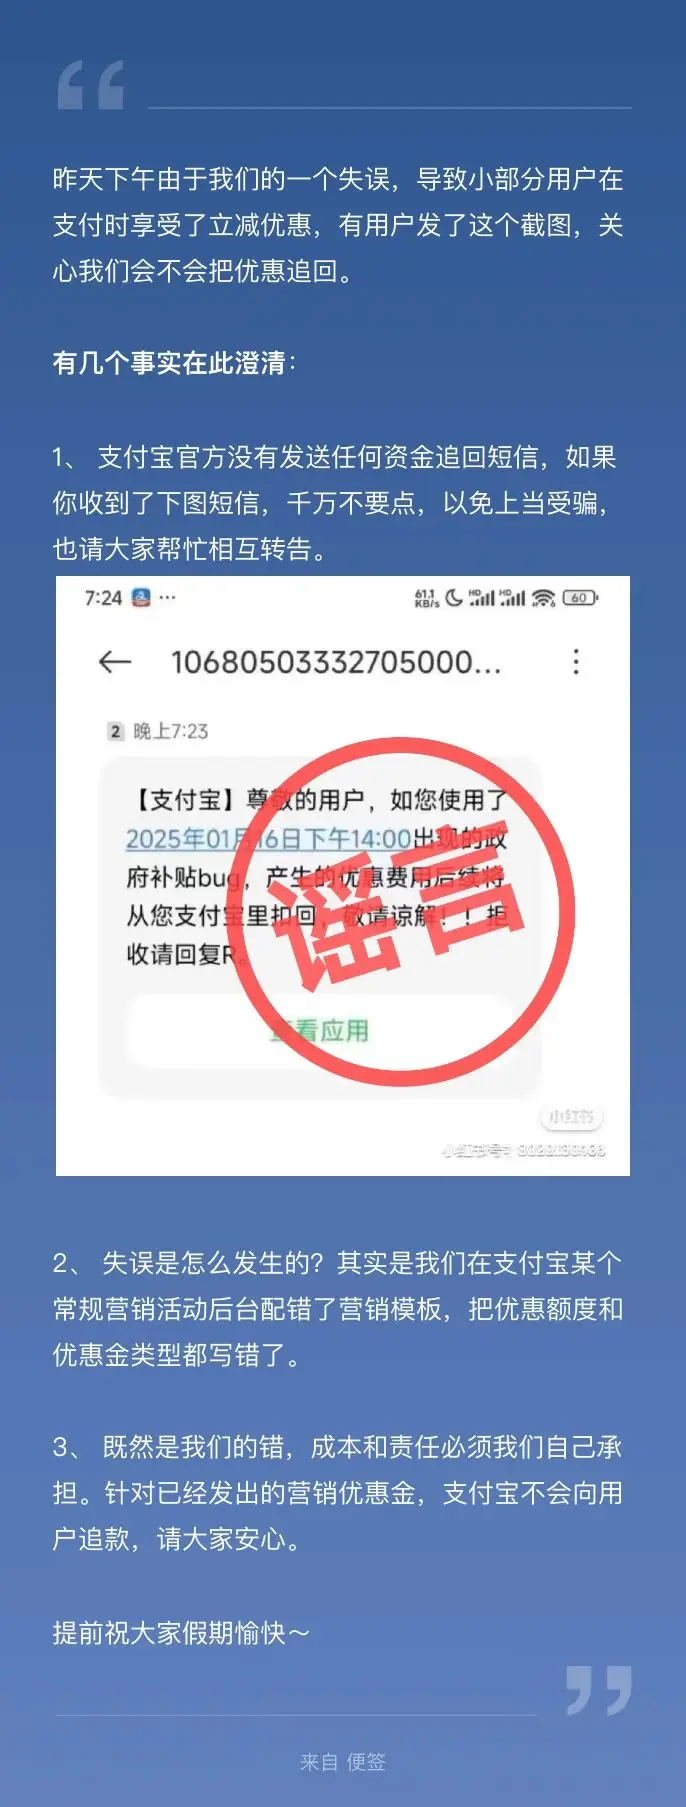 昨天下午由于我们的一个失误，导致小部分用户在
支付时享受了立减优惠，有用户发了这个截图，关
心我们会不会把优惠追回。
有几个事实在此澄清：
1、 支付宝官方没有发送任何资金追回短信，如果
你收到了下图短信，千万不要点，以免上当受骗，
也请大家帮忙相互转告。
7:24 ··· 61.1 KB/s HD HD 60
10680503332705000...
2 晚上7:23
【支付宝】尊敬的用户，如您使用了
2025年01月16日下午14:00出现的政
府补贴bug，产生的优惠费用后续将
从您支付宝里扣回，敬请谅解！！拒
收请回复R。
谣言
查看应用
小红书
小红书号：
2、 失误是怎么发生的？其实是我们在支付宝某个
常规营销活动后台配错了营销模板，把优惠额度和
优惠金类型都写错了。
3、 既然是我们的错，成本和责任必须我们自己承
担。针对已经发出的营销优惠金，支付宝不会向用
户追款，请大家安心。
提前祝大家假期愉快～
来自 便签